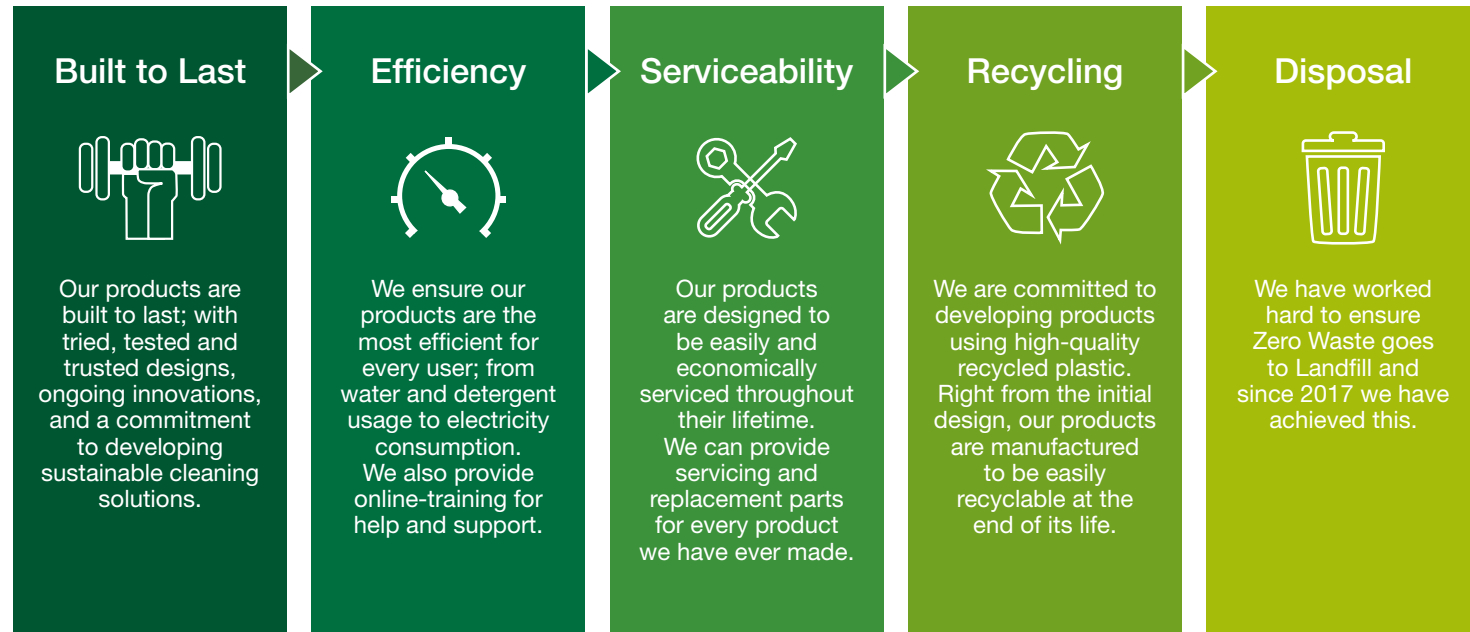 Built to Last
Our products are
built to last; with
tried, tested and
trusted designs,
ongoing innovations,
and a commitment
to developing
sustainable cleaning
solutions.
Efficiency
We ensure our
products are the
most efficient for
every user; from
water and detergent
usage to electricity
consumption.
We also provide
online-training for
help and support.
Serviceability
Our products
are designed to
be easily and
economically
serviced throughout
their lifetime.
We can provide
servicing and
replacement parts
for every product
we have ever made.
Recycling
We are committed to
developing products
using high-quality
recycled plastic.
Right from the initial
design, our products
are manufactured
to be easily
recyclable at the
end of its life.
Disposal
We have worked
hard to ensure
Zero Waste goes
to Landfill and
since 2017 we have
achieved this.